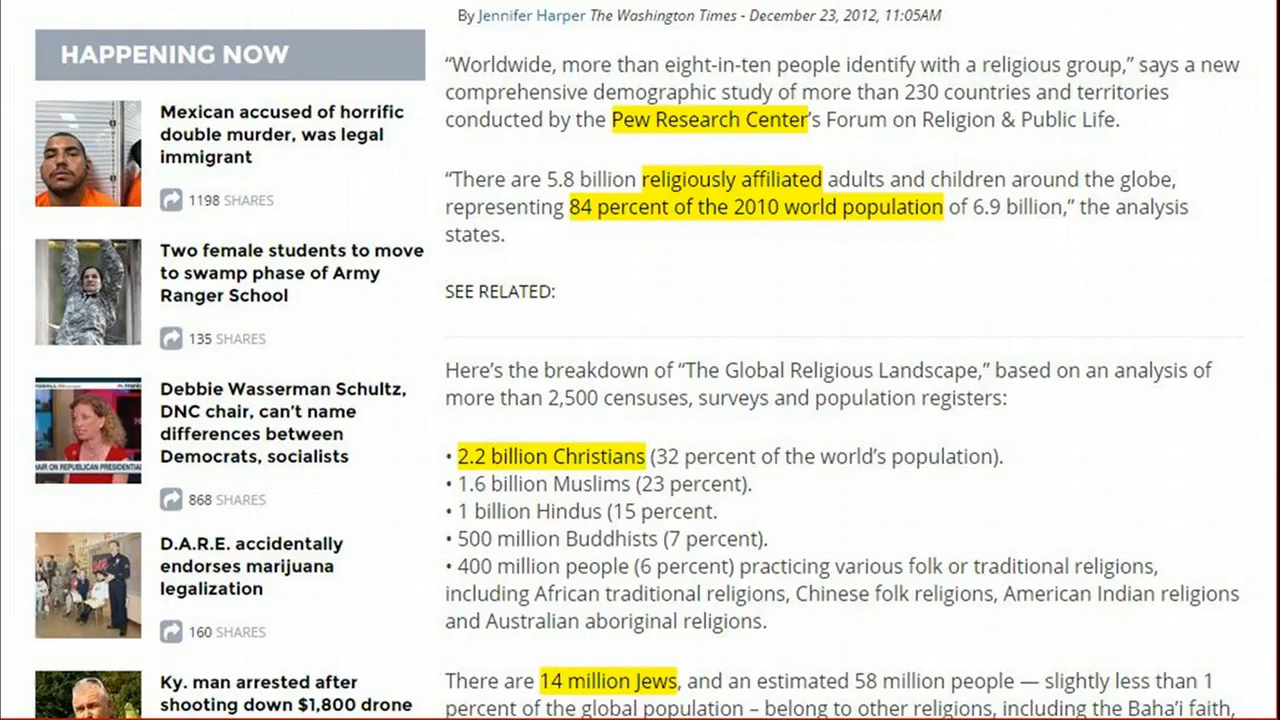 By Jennifer Harper The Washington Times - December 23, 2012, 11:05AM
HAPPENING NOW
Mexican accused of horrific
double murder, was legal
immigrant
1198 SHARES
Two female students to move
to swamp phase of Army
Ranger School
135 SHARES
Debbie Wasserman Schultz,
DNC chair, can’t name
differences between
Democrats, socialists
868 SHARES
D.A.R.E. accidentally
endorses marijuana
legalization
160 SHARES
Ky. man arrested after
shooting down $1,800 drone
“Worldwide, more than eight-in-ten people identify with a religious group,” says a new
comprehensive demographic study of more than 230 countries and territories
conducted by the Pew Research Center’s Forum on Religion & Public Life.
“There are 5.8 billion religiously affiliated adults and children around the globe,
representing 84 percent of the 2010 world population of 6.9 billion,” the analysis
states.
SEE RELATED:
Here’s the breakdown of “The Global Religious Landscape,” based on an analysis of
more than 2,500 censuses, surveys and population registers:
• 2.2 billion Christians (32 percent of the world’s population).
• 1.6 billion Muslims (23 percent).
• 1 billion Hindus (15 percent.
• 500 million Buddhists (7 percent).
• 400 million people (6 percent) practicing various folk or traditional religions,
including African traditional religions, Chinese folk religions, American Indian religions
and Australian aboriginal religions.
There are 14 million Jews, and an estimated 58 million people — slightly less than 1
percent of the global population – belong to other religions, including the Baha’i faith,